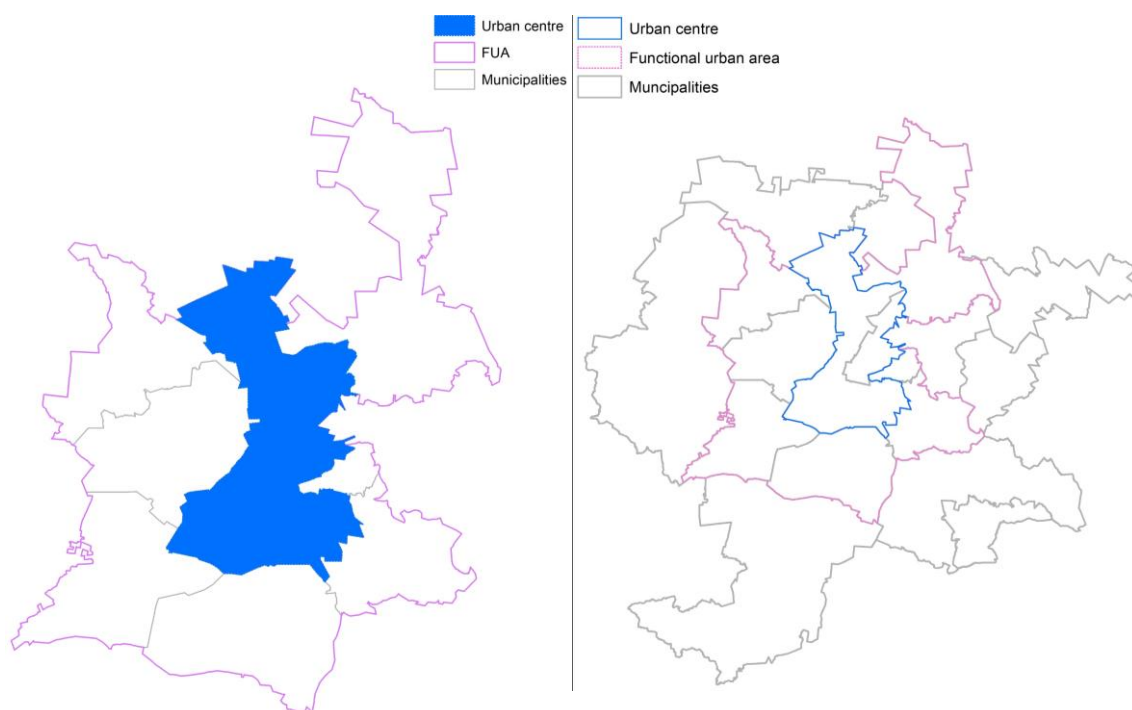 Urban centre
FUA
Municipalities
Urban centre
Functional urban area
Muncipalities